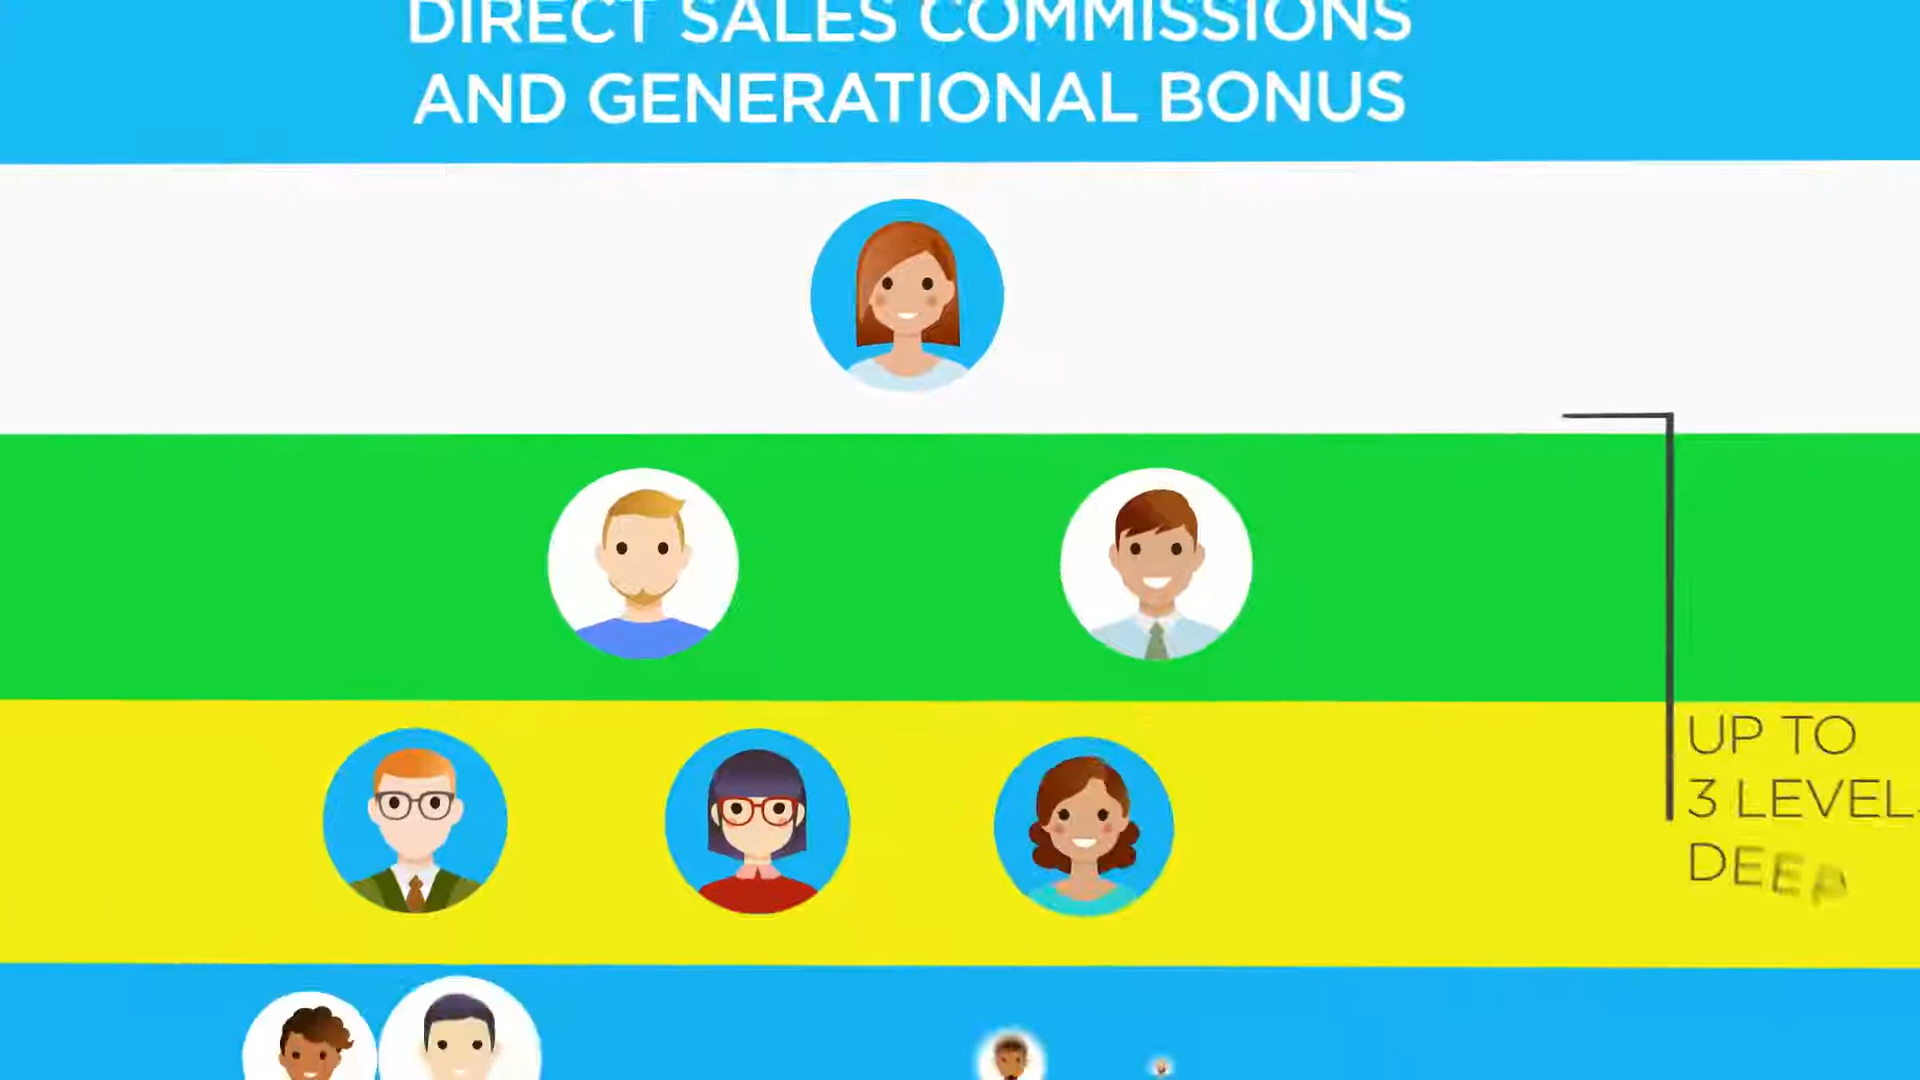 DIRECT SALES COMMISSIONS
AND GENERATIONAL BONUS
UP TO
3 LEVEL
DEEP